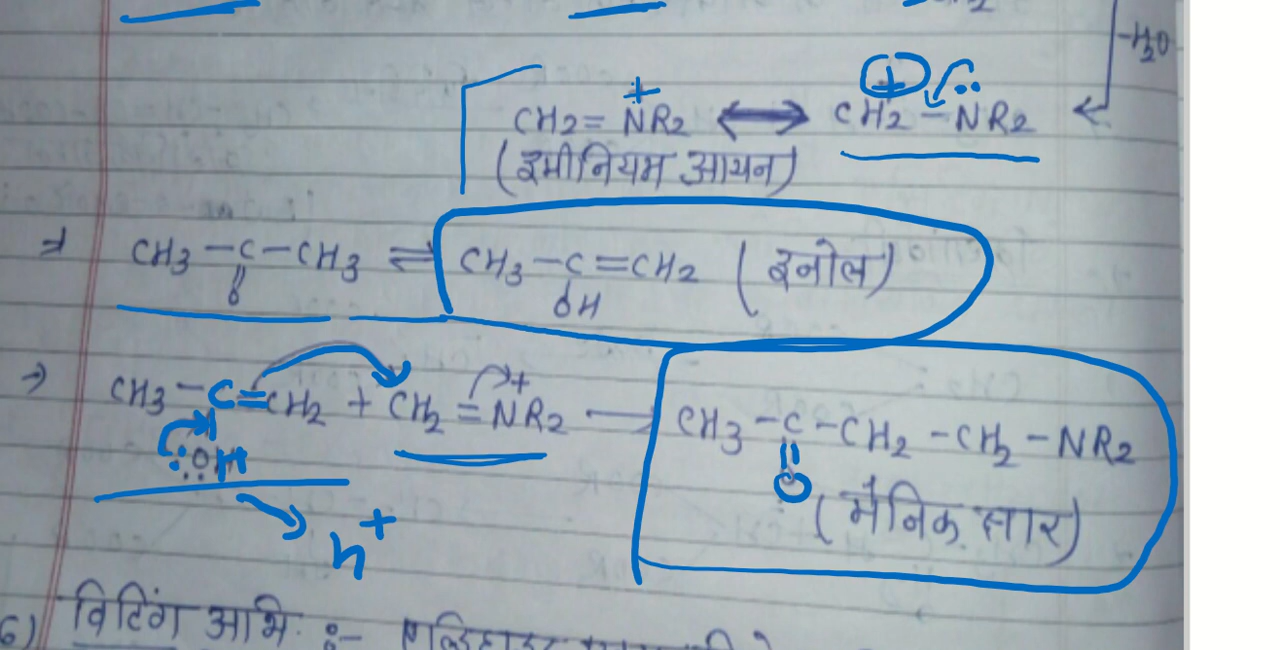 -H2O
CH2 = N⁺R2 ↔ C⁺H2 - N̈R2 ←
(इमीनियम आयन)
⇒ CH3 - C - CH3 ⇌ CH3 - C = CH2 (इनोल)
O OH
→ CH3 - C = CH2 + CH2 = N⁺R2 → CH3 - C - CH2 - CH2 - NR2
:OH O
(मैनिक सार)
h⁺
6) विटिंग अभि. :-